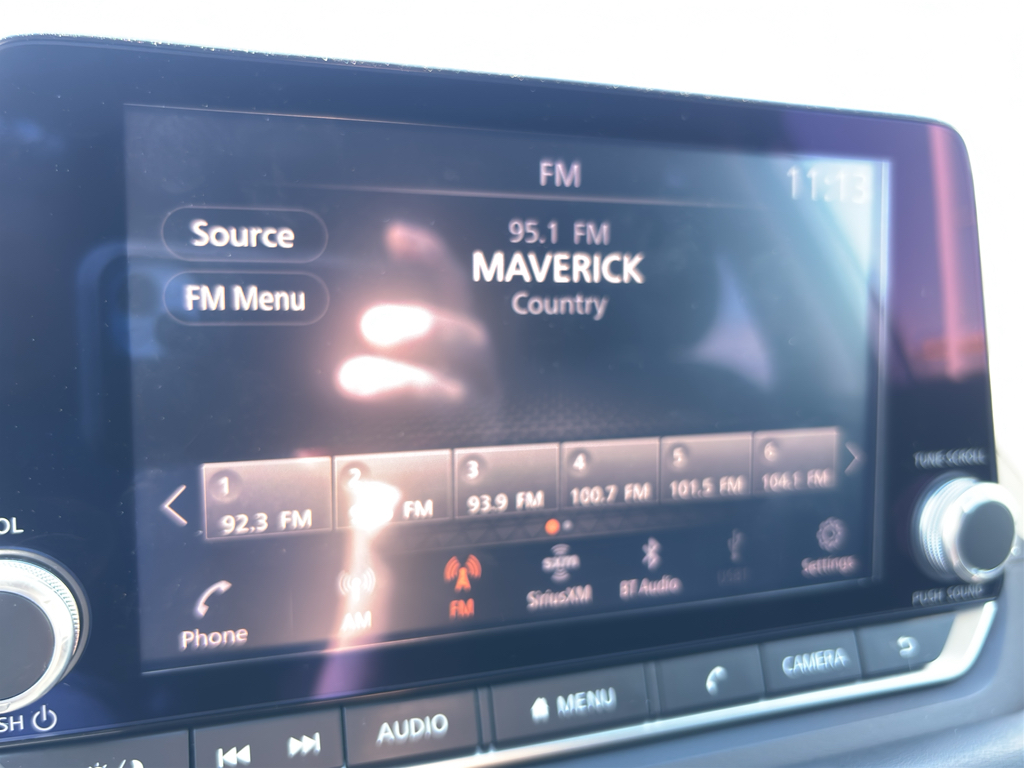 FM
11:13
Source
95.1 FM
MAVERICK
FM Menu
Country
1
2
3
4
5
6
92.3 FM
FM
93.9 FM
100.7 FM
101.5 FM
104.1 FM
TUNE·SCROLL
OL
Phone
AM
FM
sxm
SiriusXM
BT Audio
Settings
PUSH SOUND
SH
AUDIO
MENU
CAMERA